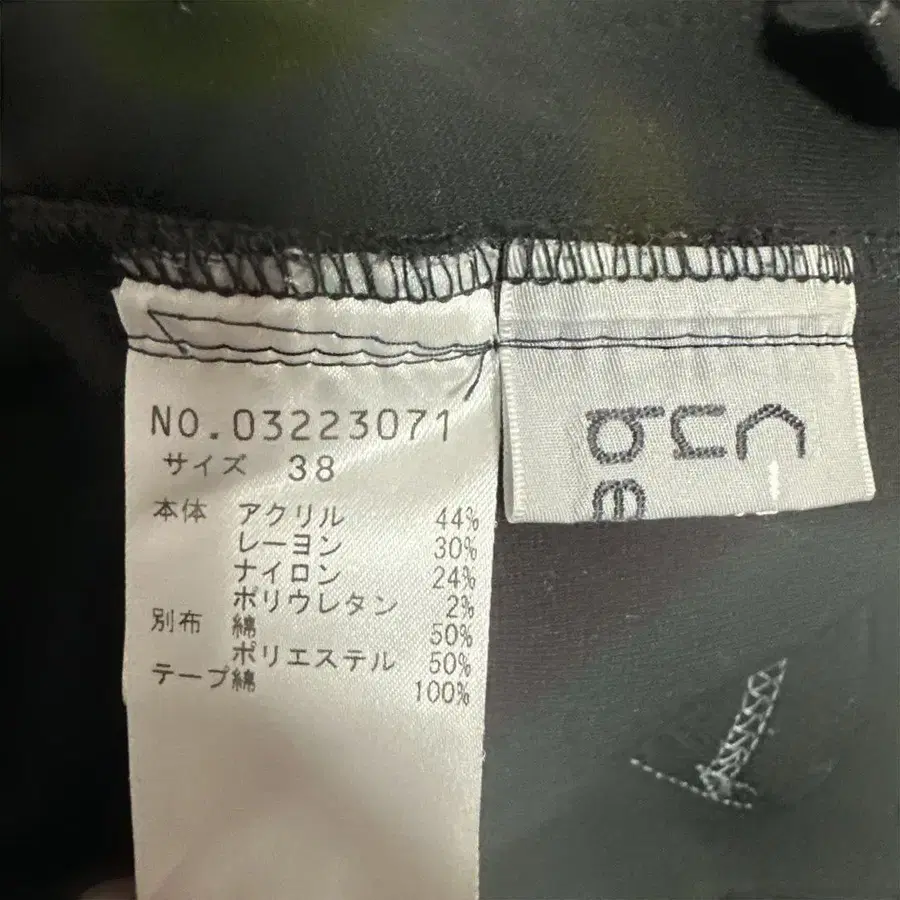 NO.03223071
サイズ 38
本体 アクリル 44%
レーヨン 30%
ナイロン 24%
ポリウレタン 2%
別布 綿 50%
ポリエステル 50%
テープ綿 100%